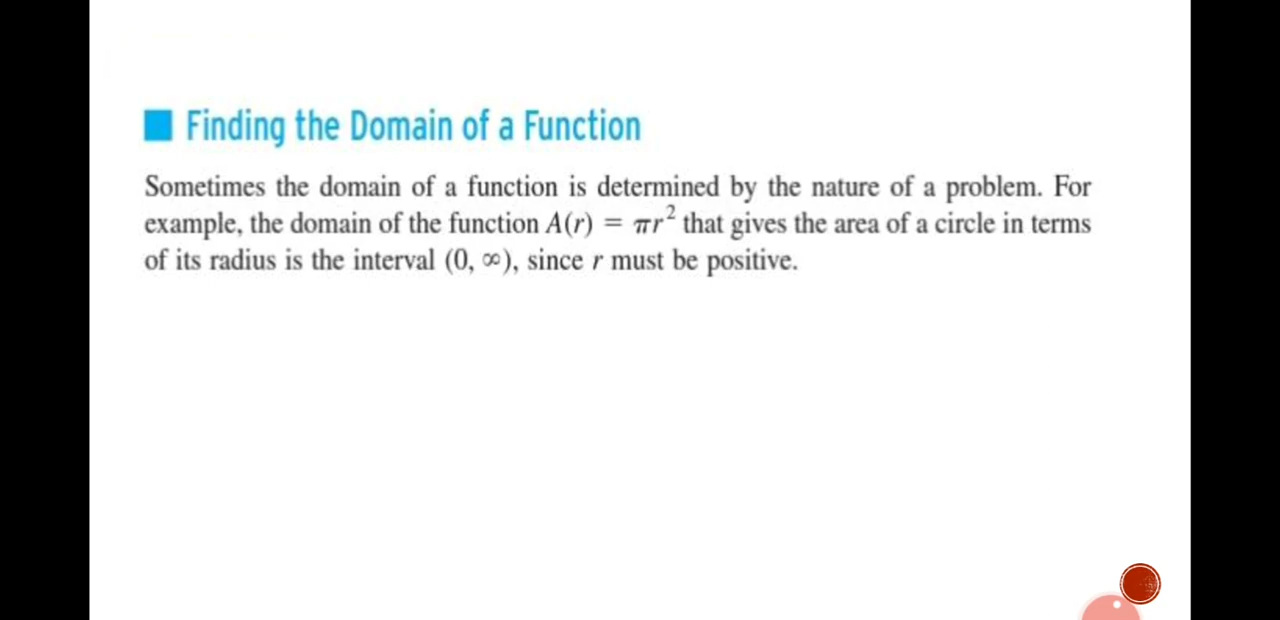 Finding the Domain of a Function
Sometimes the domain of a function is determined by the nature of a problem. For
example, the domain of the function A(r) = πr² that gives the area of a circle in terms
of its radius is the interval (0, ∞), since r must be positive.